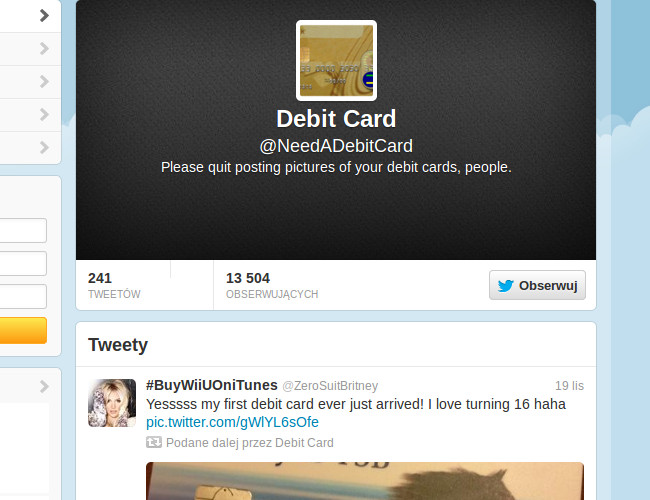 Debit Card
@NeedADebitCard
Please quit posting pictures of your debit cards, people.
241
TWEETÓW
13 504
OBSERWUJĄCYCH
Obserwuj
Tweety
#BuyWiiUOniTunes @ZeroSuitBritney 19 lis
Yesssss my first debit card ever just arrived! I love turning 16 haha
pic.twitter.com/gWlYL6sOfe
Podane dalej przez Debit Card